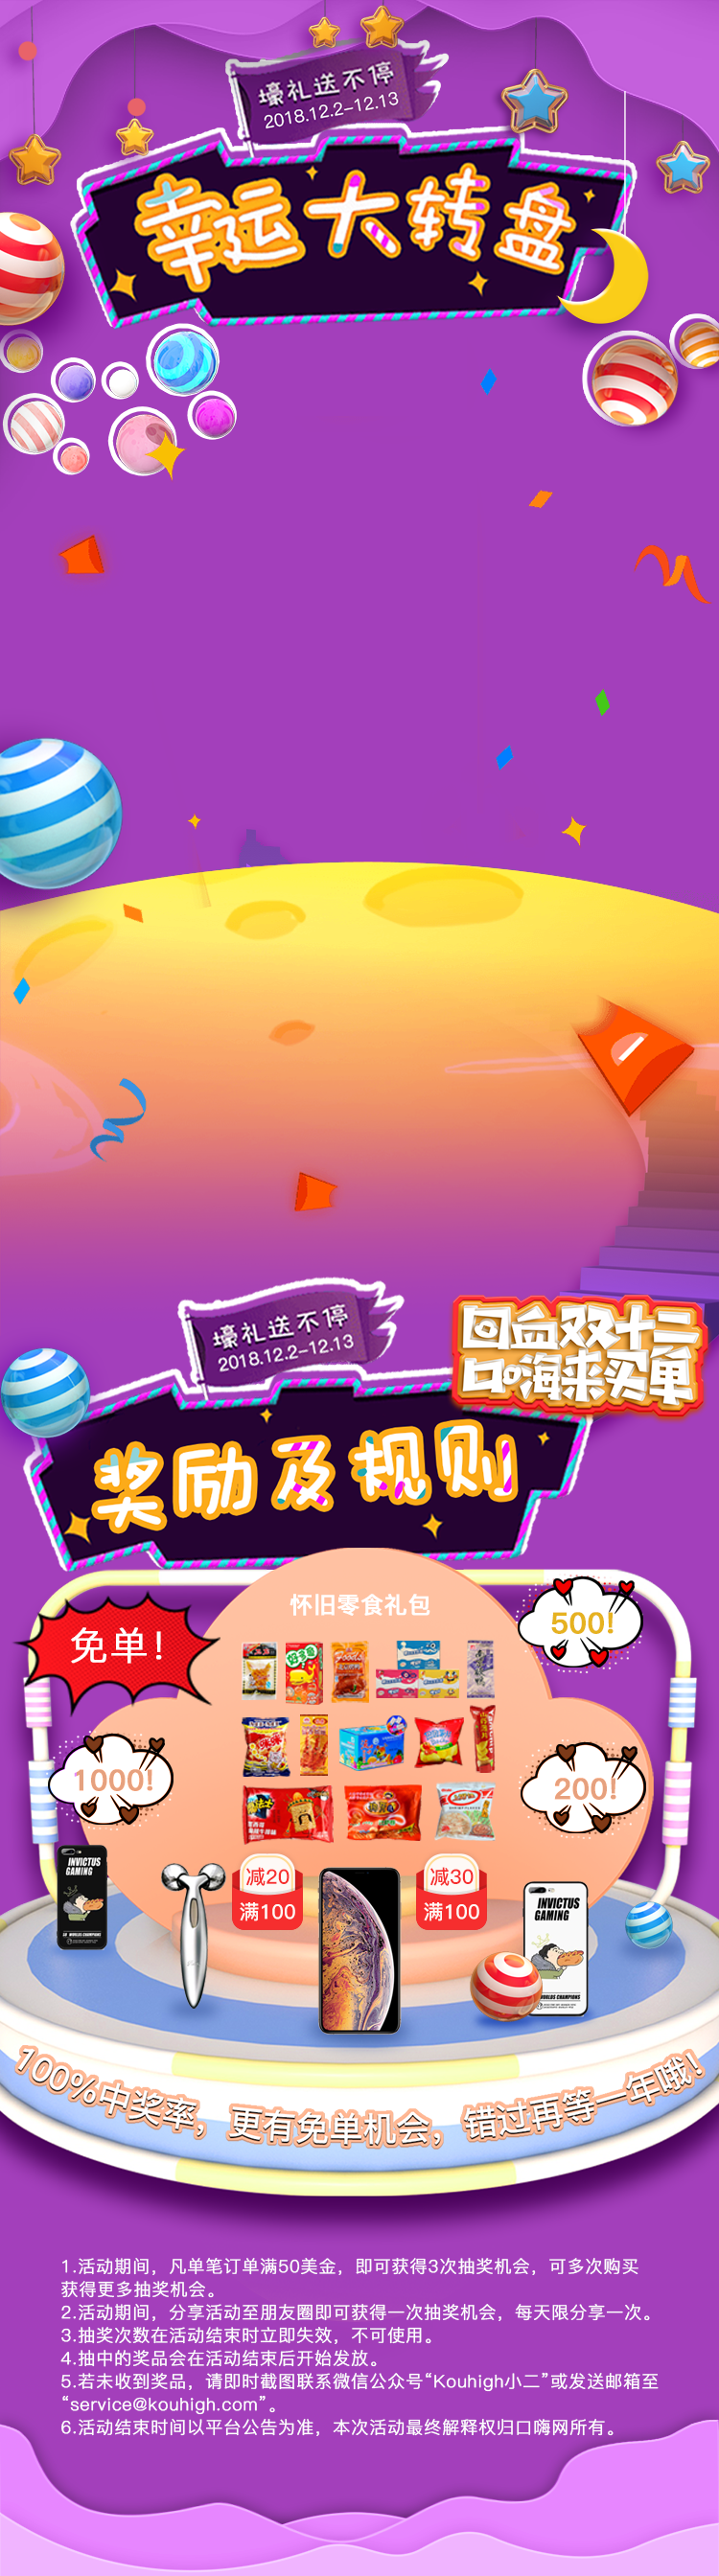 壕礼送不停
2018.12.2-12.13
幸运大转盘
壕礼送不停
2018.12.2-12.13
回血双十二
口嗨来买单
奖励及规则
怀旧零食礼包
免单!
500!
1000!
200!
INVICTUS
GAMING
减20
满100
减30
满100
INVICTUS
GAMING
100%中奖率，更有免单机会，错过再等一年哦!
1.活动期间，凡单笔订单满50美金，即可获得3次抽奖机会，可多次购买
获得更多抽奖机会。
2.活动期间，分享活动至朋友圈即可获得一次抽奖机会，每天限分享一次。
3.抽奖次数在活动结束时立即失效，不可使用。
4.抽中的奖品会在活动结束后开始发放。
5.若未收到奖品，请即时截图联系微信公众号“Kouhigh小二”或发送邮箱至
“service@kouhigh.com”。
6.活动结束时间以平台公告为准，本次活动最终解释权归口嗨网所有。